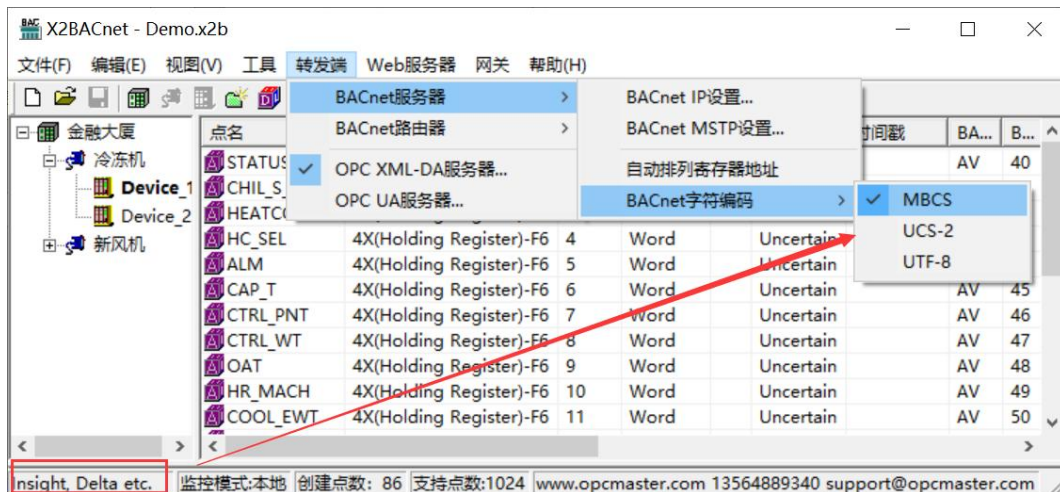 X2BACnet - Demo.x2b
文件(F) 编辑(E) 视图(V) 工具 转发端 Web服务器 网关 帮助(H)
BACnet服务器 > BACnet IP设置...
BACnet路由器 > BACnet MSTP设置...
OPC XML-DA服务器... 自动排列寄存器地址
OPC UA服务器... BACnet字符编码 >
MBCS
UCS-2
UTF-8
金融大厦
冷冻机
Device_1
Device_2
新风机
点名 BA... B...
STATUS AV 40
CHIL_S
HC_SEL 4X(Holding Register)-F6 4 Word Uncertain
ALM 4X(Holding Register)-F6 5 Word Uncertain
CAP_T 4X(Holding Register)-F6 6 Word Uncertain AV 45
CTRL_PNT 4X(Holding Register)-F6 7 Word Uncertain AV 46
CTRL_WT 4X(Holding Register)-F6 8 Word Uncertain AV 47
OAT 4X(Holding Register)-F6 9 Word Uncertain AV 48
HR_MACH 4X(Holding Register)-F6 10 Word Uncertain AV 49
COOL_EWT 4X(Holding Register)-F6 11 Word Uncertain AV 50
Insight, Delta etc. 监控模式:本地 创建点数: 86 支持点数:1024 www.opcmaster.com 13564889340 support@opcmaster.com